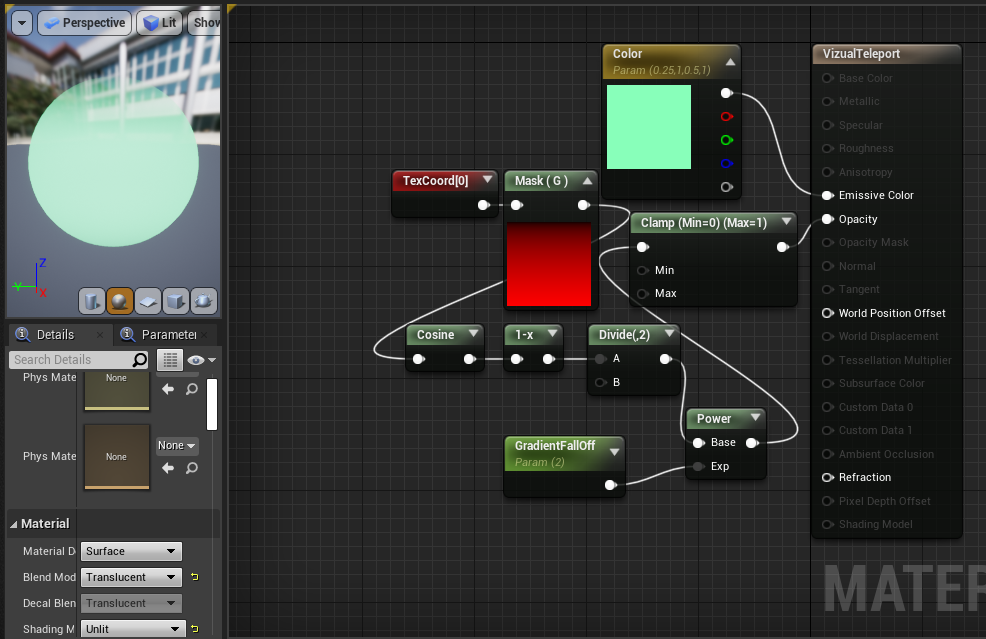 Perspective
Lit
Show
Z
Y
X
Details
Parameter
Search Details
Phys Mate
None
Phys Mate
None
None
Material
Material D
Surface
Blend Mod
Translucent
Decal Blen
Translucent
Shading M
Unlit
Color
Param (0.25,1,0.5,1)
TexCoord[0]
Mask ( G )
Clamp (Min=0) (Max=1)
Min
Max
Cosine
1-x
Divide(,2)
A
B
GradientFallOff
Param (2)
Power
Base
Exp
VizualTeleport
Base Color
Metallic
Specular
Roughness
Anisotropy
Emissive Color
Opacity
Opacity Mask
Normal
Tangent
World Position Offset
World Displacement
Tessellation Multiplier
Subsurface Color
Custom Data 0
Custom Data 1
Ambient Occlusion
Refraction
Pixel Depth Offset
Shading Model
MATER